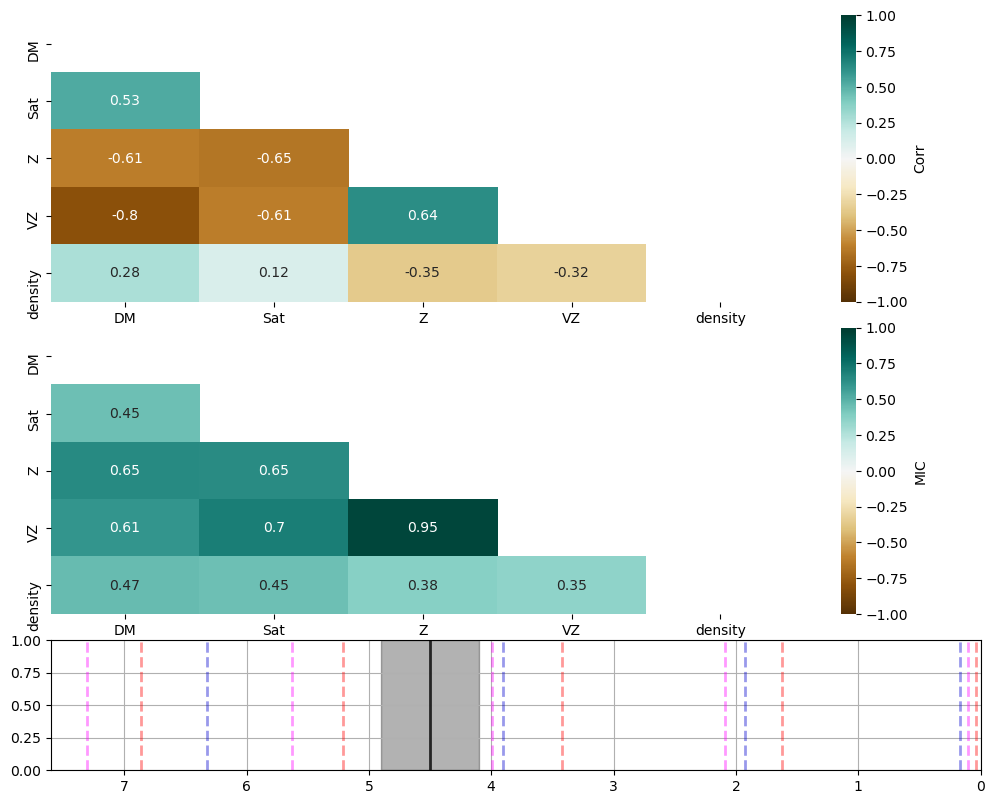 DM
Sat
0.53
Z
-0.61 -0.65
VZ
-0.8 -0.61 0.64
density
0.28 0.12 -0.35 -0.32
DM Sat Z VZ density
1.00
0.75
0.50
0.25
0.00
−0.25
−0.50
−0.75
−1.00
Corr
DM
Sat
0.45
Z
0.65 0.65
VZ
0.61 0.7 0.95
density
0.47 0.45 0.38 0.35
DM Sat Z VZ density
1.00
0.75
0.50
0.25
0.00
−0.25
−0.50
−0.75
−1.00
MIC
1.00
0.75
0.50
0.25
0.00
7 6 5 4 3 2 1 0